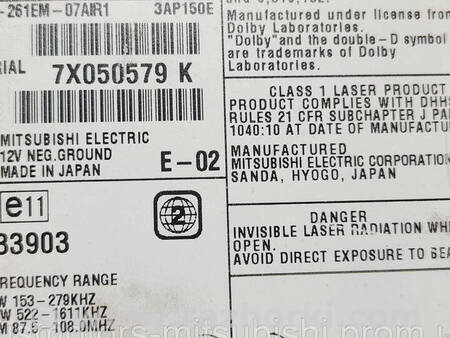 -261EM-07AIR1 3AP150E
RIAL 7X050579 K
MITSUBISHI ELECTRIC
12V NEG.GROUND
MADE IN JAPAN E-02
e11
2
33903
FREQUENCY RANGE
W 153-279KHZ
W 522-1611KHZ
M 87.5-108.0MHZ
Manufactured under license from
Dolby Laboratories.
"Dolby" and the double-D symbol
are trademarks of Dolby
Laboratories.
CLASS 1 LASER PRODUCT
PRODUCT COMPLIES WITH DHHS
RULES 21 CFR SUBCHAPTER J PA
1040:10 AT DATE OF MANUFACTU
MANUFACTURED
MITSUBISHI ELECTRIC CORPORATION
SANDA, HYOGO, JAPAN
DANGER
INVISIBLE LASER RADIATION WHE
OPEN.
AVOID DIRECT EXPOSURE TO BEA